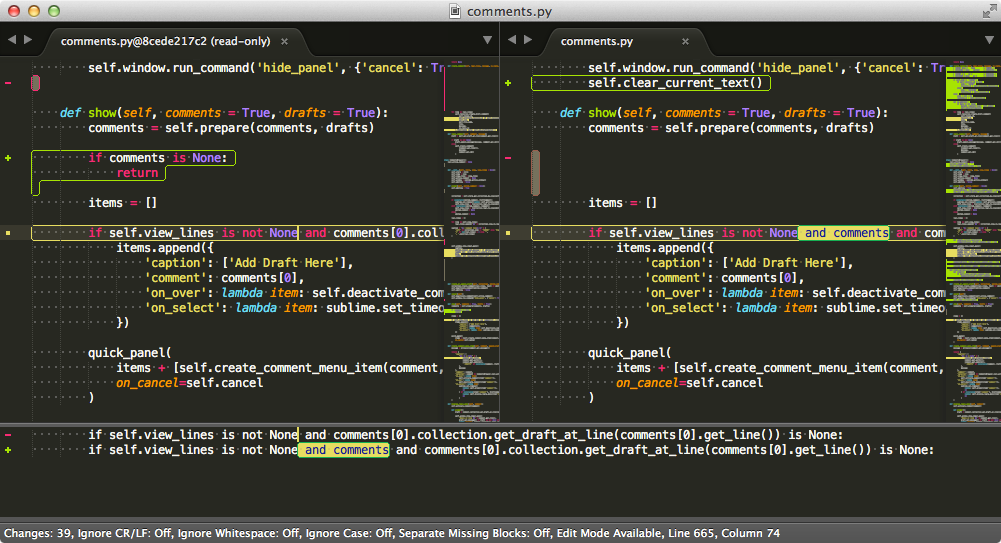 comments.py
comments.py@8cede217c2 (read-only) ×
self.window.run_command('hide_panel', {'cancel': Tr
def show(self, comments = True, drafts = True):
comments = self.prepare(comments, drafts)
if comments is None:
return
items = []
if self.view_lines is not None and comments[0].coll
items.append({
'caption': ['Add Draft Here'],
'comment': comments[0],
'on_over': lambda item: self.deactivate_com
'on_select': lambda item: sublime.set_timeo
})
quick_panel(
items + [self.create_comment_menu_item(comment,
on_cancel=self.cancel
)
comments.py ×
self.window.run_command('hide_panel', {'cancel': Tr
self.clear_current_text()
def show(self, comments = True, drafts = True):
comments = self.prepare(comments, drafts)
items = []
if self.view_lines is not None and comments and com
items.append({
'caption': ['Add Draft Here'],
'comment': comments[0],
'on_over': lambda item: self.deactivate_com
'on_select': lambda item: sublime.set_timeo
})
quick_panel(
items + [self.create_comment_menu_item(comment,
on_cancel=self.cancel
)
- if self.view_lines is not None and comments[0].collection.get_draft_at_line(comments[0].get_line()) is None:
+ if self.view_lines is not None and comments and comments[0].collection.get_draft_at_line(comments[0].get_line()) is None:
Changes: 39, Ignore CR/LF: Off, Ignore Whitespace: Off, Ignore Case: Off, Separate Missing Blocks: Off, Edit Mode Available, Line 665, Column 74